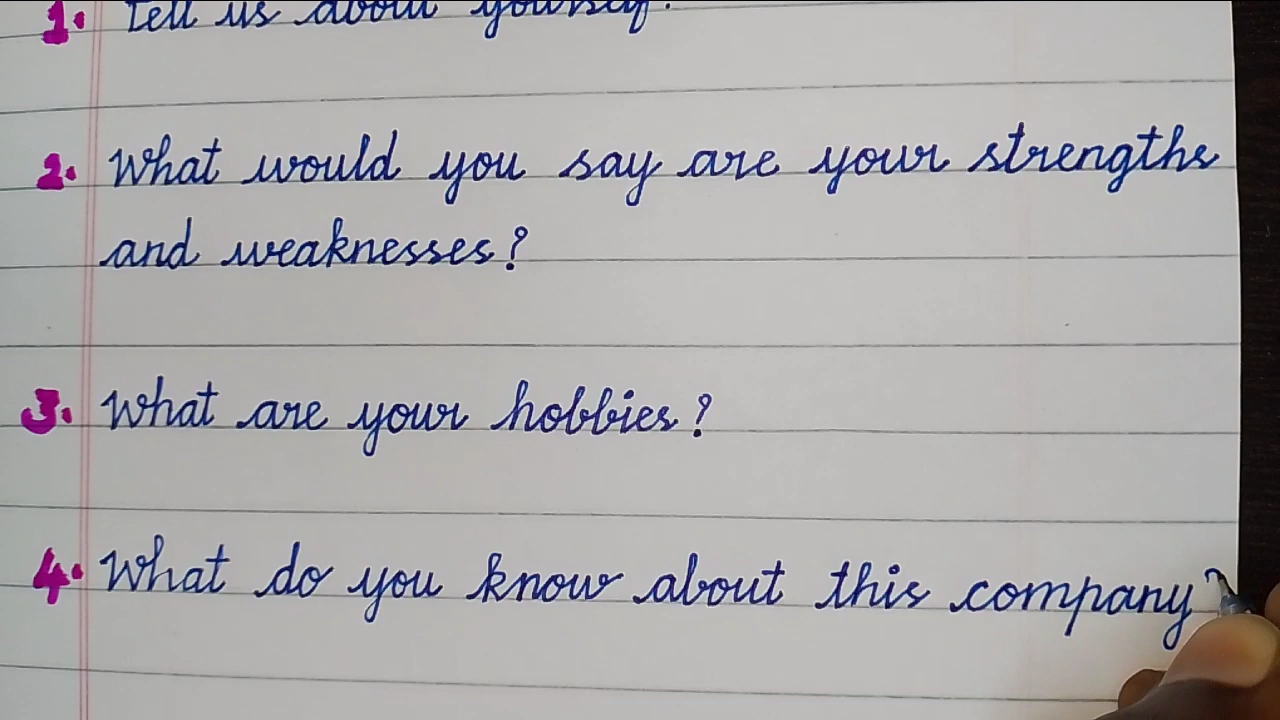 1. Tell us about yourself.
2. What would you say are your strengths
and weaknesses?
3. What are your hobbies?
4. What do you know about this company?